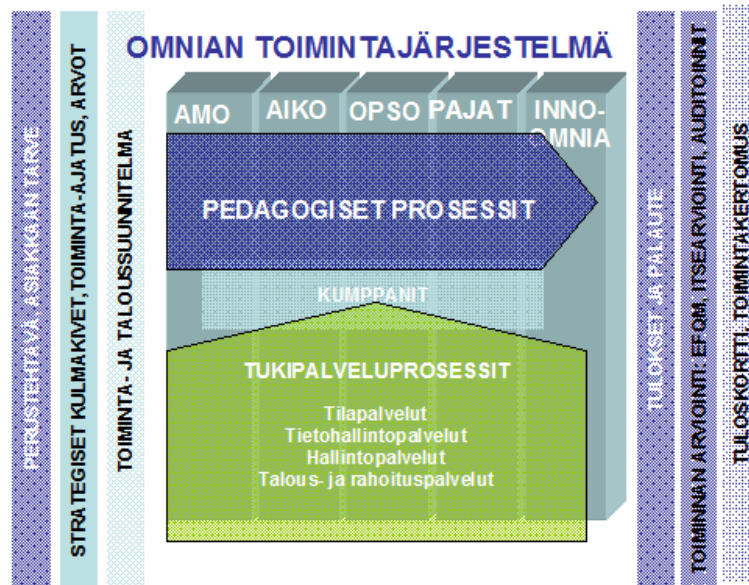 OMNIAN TOIMINTAJÄRJESTELMÄ
PERUSTEHTÄVÄ, ASIAKKAAN TARVE
STRATEGISET KULMAKIVET, TOIMINTA-AJATUS, ARVOT
TOIMINTA- JA TALOUSSUUNNITELMA
AMO
AIKO
OPSO
PAJAT
INNO-
OMNIA
PEDAGOGISET PROSESSIT
KUMPPANIT
TUKIPALVELUPROSESSIT
Tilapalvelut
Tietohallintopalvelut
Hallintopalvelut
Talous- ja rahoituspalvelut
TULOKSET JA PALAUTE
TOIMINNAN ARVIOINTI: EFQM, ITSEARVIOINTI, AUDITOINNIT
TULOSKORTTI, TOIMINTAKERTOMUS